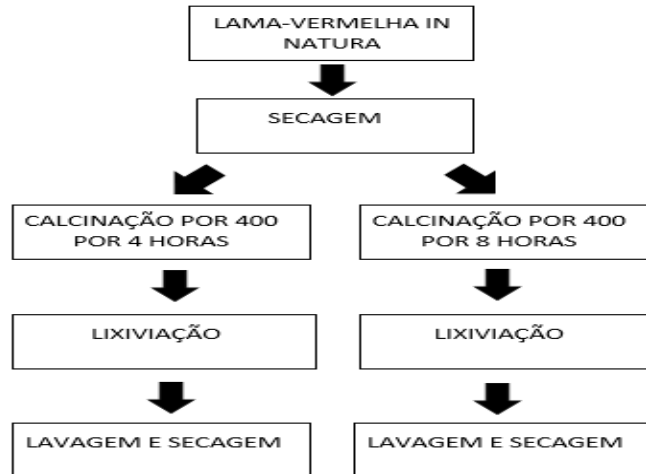 LAMA-VERMELHA IN
NATURA
SECAGEM
CALCINAÇÃO POR 400
POR 4 HORAS
CALCINAÇÃO POR 400
POR 8 HORAS
LIXIVIAÇÃO
LIXIVIAÇÃO
LAVAGEM E SECAGEM
LAVAGEM E SECAGEM